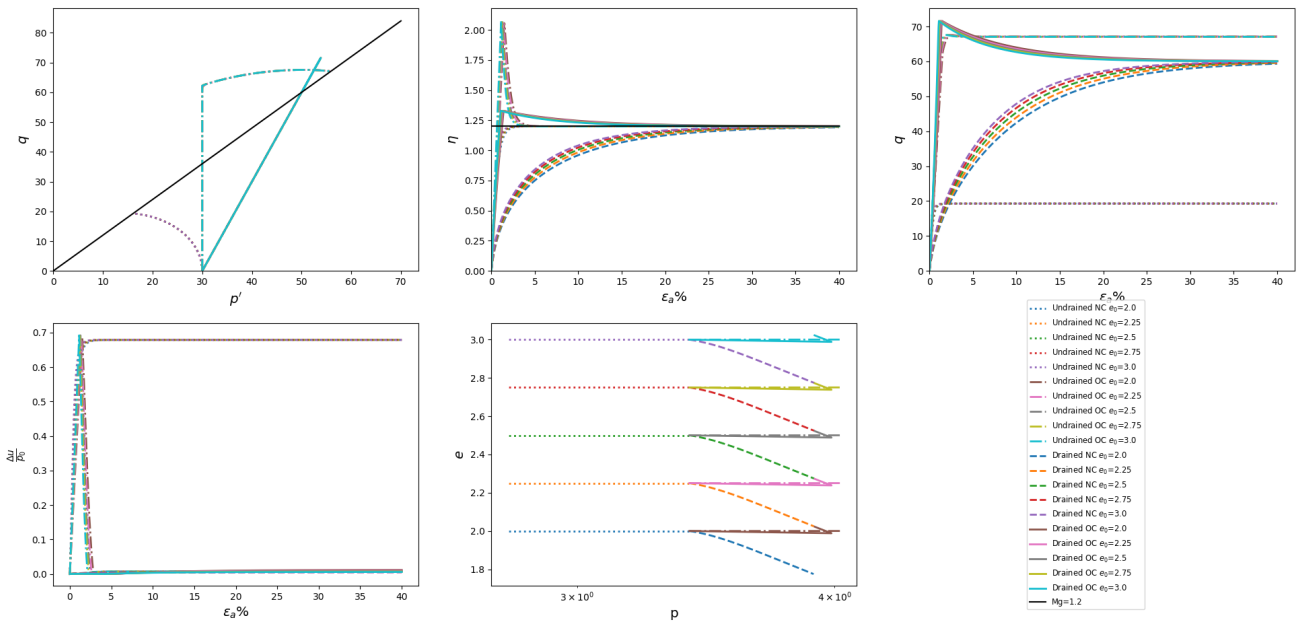 80
70
60
50
40
30
20
10
0
q
0 10 20 30 40 50 60 70
p′
2.00
1.75
1.50
1.25
1.00
0.75
0.50
0.25
0.00
η
0 5 10 15 20 25 30 35 40
εₐ%
70
60
50
40
30
20
10
0
q
0 5 10 15 20 25 30 35 40
εₐ%
0.7
0.6
0.5
0.4
0.3
0.2
0.1
0.0
Δu/p₀
0 5 10 15 20 25 30 35 40
εₐ%
3.0
2.8
2.6
2.4
2.2
2.0
1.8
e
3 × 10⁰ 4 × 10⁰
p
Undrained NC e₀=2.0
Undrained NC e₀=2.25
Undrained NC e₀=2.5
Undrained NC e₀=2.75
Undrained NC e₀=3.0
Undrained OC e₀=2.0
Undrained OC e₀=2.25
Undrained OC e₀=2.5
Undrained OC e₀=2.75
Undrained OC e₀=3.0
Drained NC e₀=2.0
Drained NC e₀=2.25
Drained NC e₀=2.5
Drained NC e₀=2.75
Drained NC e₀=3.0
Drained OC e₀=2.0
Drained OC e₀=2.25
Drained OC e₀=2.5
Drained OC e₀=2.75
Drained OC e₀=3.0
Mg=1.2